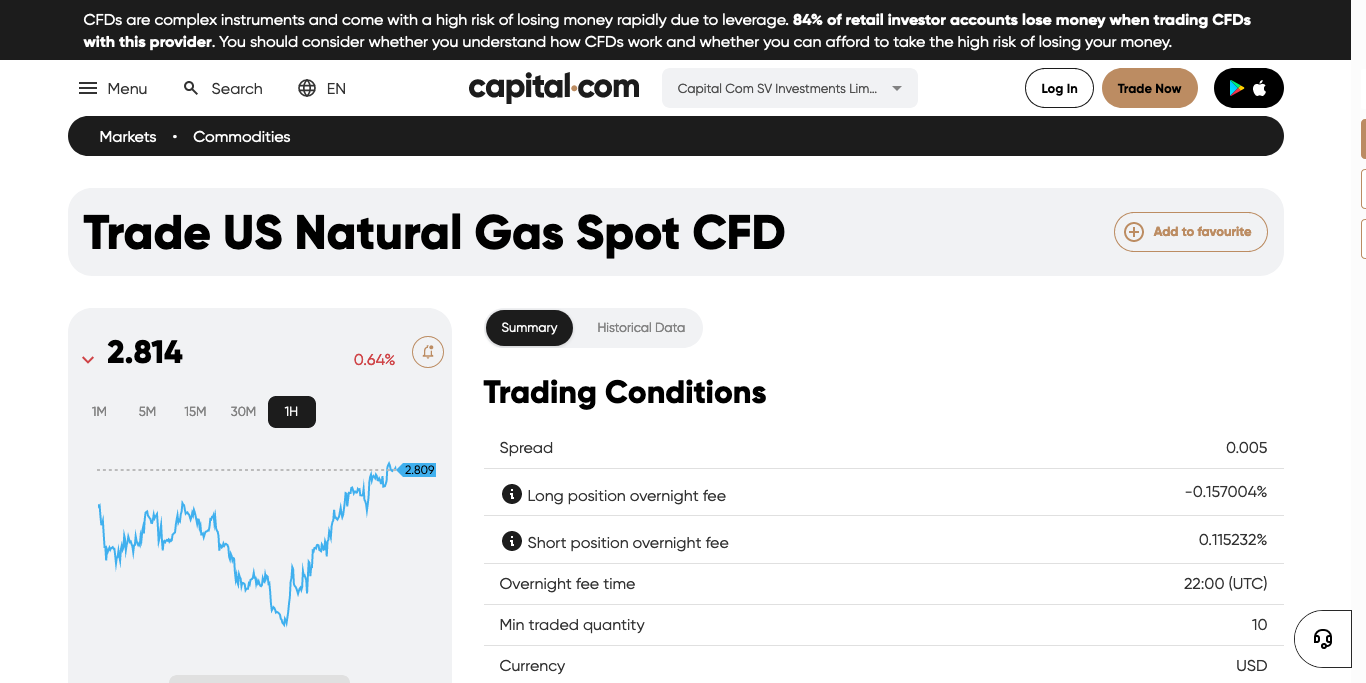 CFDs are complex instruments and come with a high risk of losing money rapidly due to leverage. 84% of retail investor accounts lose money when trading CFDs
with this provider. You should consider whether you understand how CFDs work and whether you can afford to take the high risk of losing your money.
Menu Search EN capital.com Capital Com SV Investments Lim... Log In Trade Now
Markets • Commodities
Trade US Natural Gas Spot CFD Add to favourite
2.814 0.64%
1M 5M 15M 30M 1H
2.809
Summary Historical Data
Trading Conditions
Spread 0.005
Long position overnight fee -0.157004%
Short position overnight fee 0.115232%
Overnight fee time 22:00 (UTC)
Min traded quantity 10
Currency USD